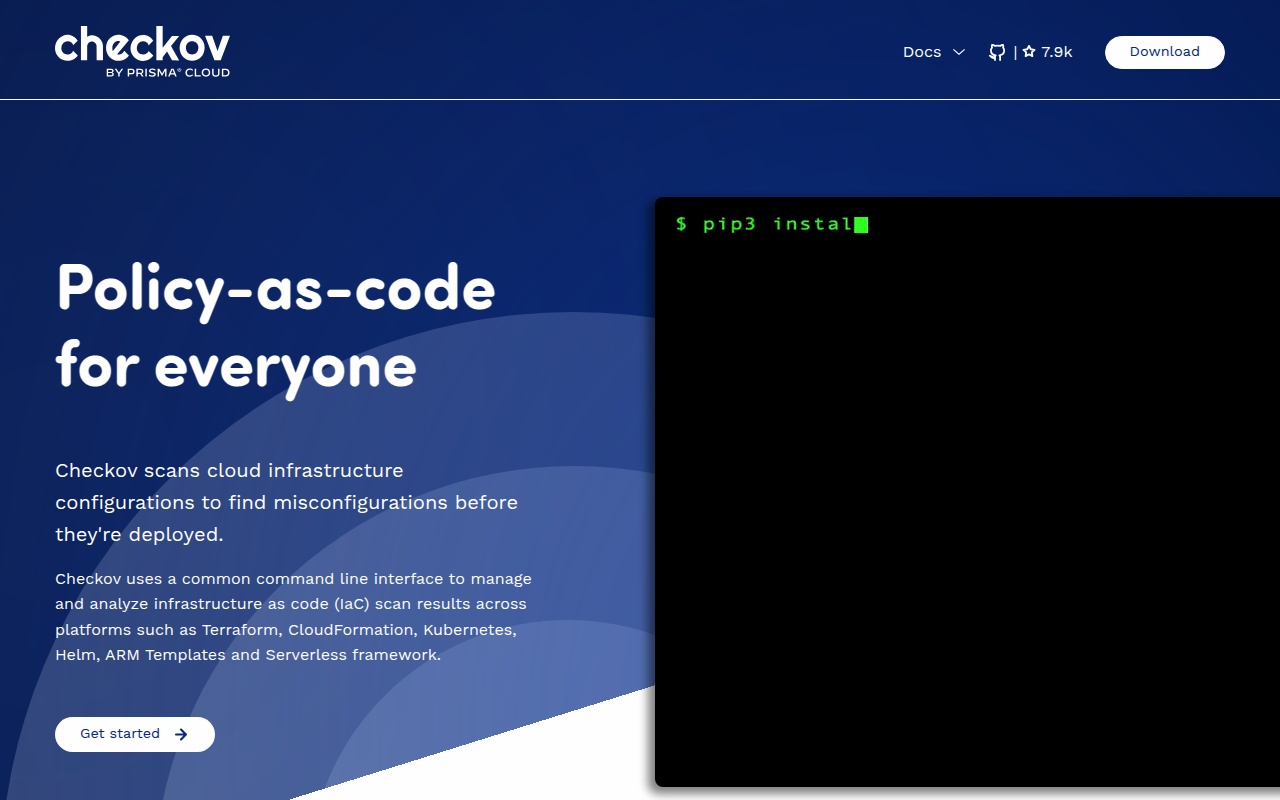 checkov
BY PRISMA® CLOUD
Docs
| 7.9k
Download
$ pip3 instal
Policy-as-code
for everyone
Checkov scans cloud infrastructure
configurations to find misconfigurations before
they're deployed.
Checkov uses a common command line interface to manage
and analyze infrastructure as code (IaC) scan results across
platforms such as Terraform, CloudFormation, Kubernetes,
Helm, ARM Templates and Serverless framework.
Get started